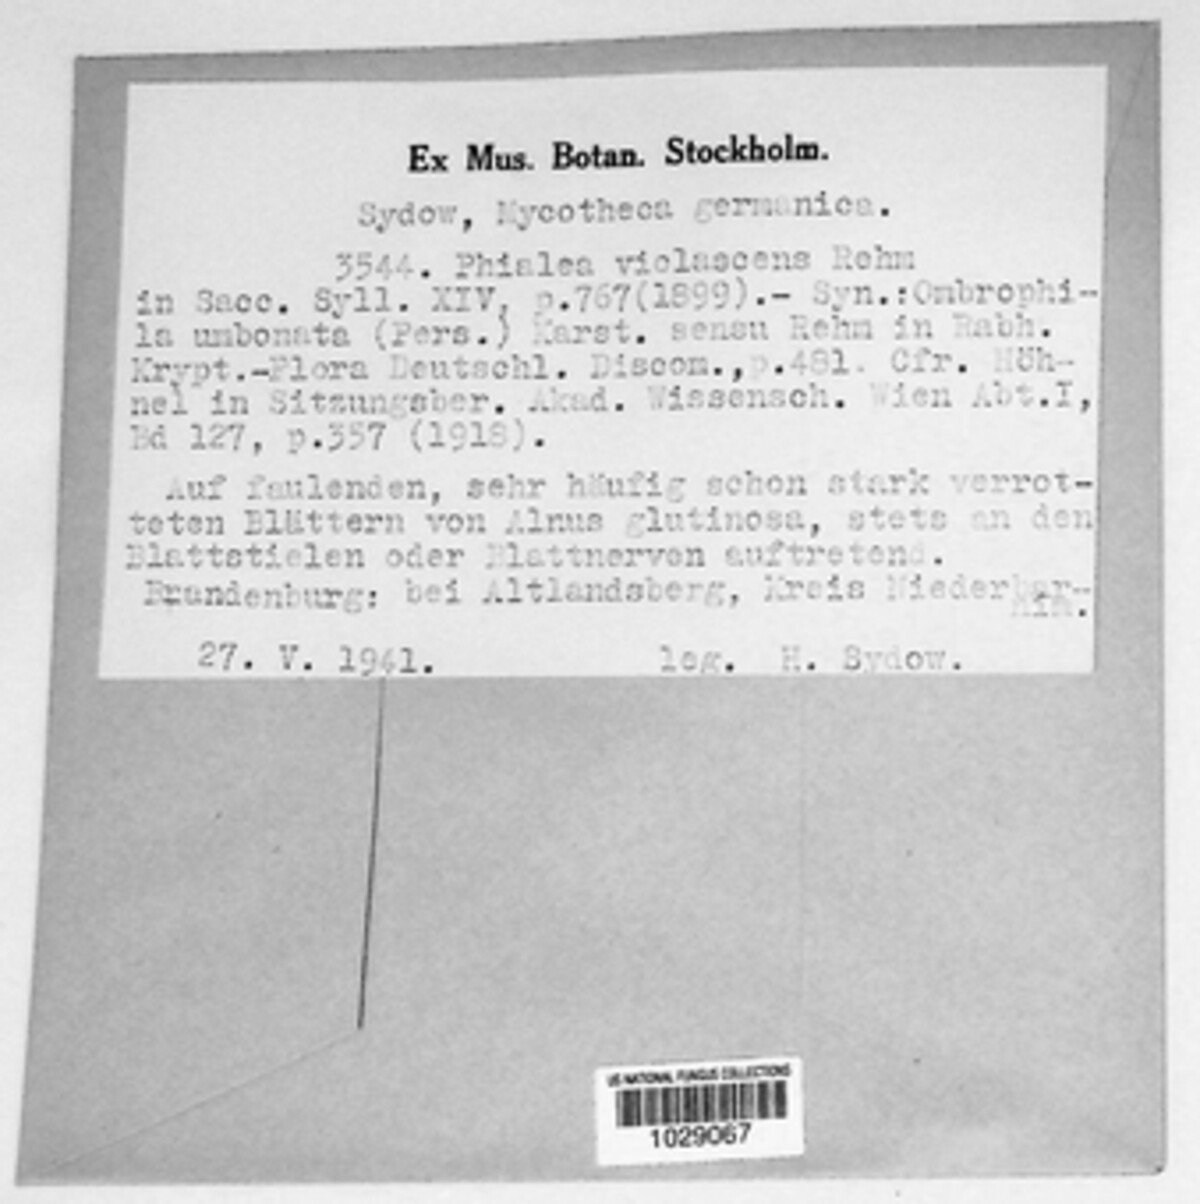 Ex Mus. Botan. Stockholm.
Sydow, Mycotheca germanica.
3544. Phialea violascens Rehm
in Sacc. Syll. XIV, p.767(1899).- Syn.:Ombrophi-
la umbonata (Pers.) Karst. sensu Rehm in Rabh.
Krypt.-Flora Deutschl. Discom.,p.481. Cfr. Höh-
nel in Sitzungsber. Akad. Wissensch. Wien Abt.I,
Bd 127, p.357 (1918).
Auf faulenden, sehr häufig schon stark verrot-
teten Blättern von Alnus glutinosa, stets an den
Blattstielen oder Blattnerven auftretend.
Brandenburg: bei Altlandsberg, Kreis Niederbar-
nim.
27. V. 1941. leg. H. Sydow.
US NATIONAL FUNGUS COLLECTIONS
1029067